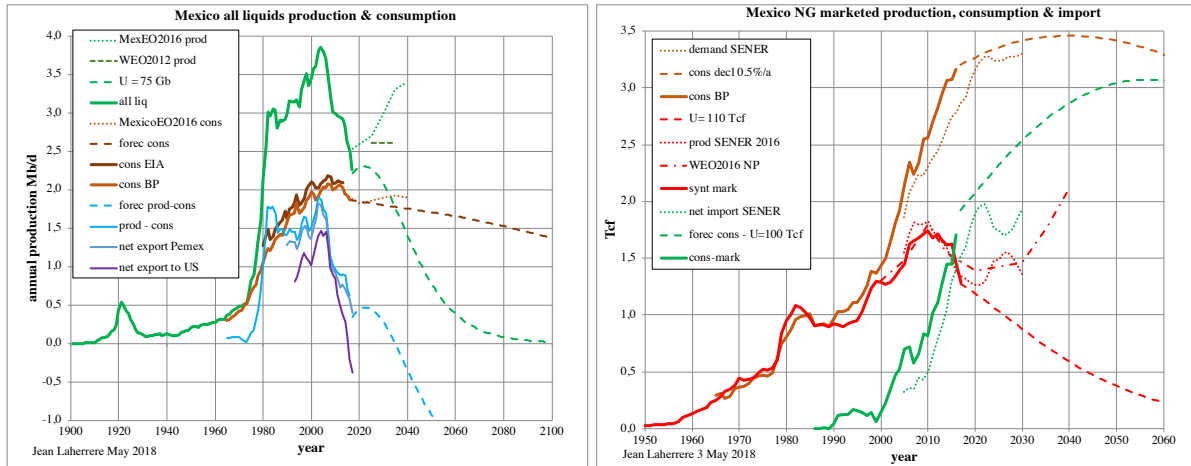 Mexico all liquids production & consumption
4,0
3,5
3,0
2,5
2,0
1,5
1,0
0,5
0,0
-0,5
-1,0
annual production Mb/d
MexEO2016 prod
WEO2012 prod
U = 75 Gb
all liq
MexicoEO2016 cons
forec cons
cons EIA
cons BP
forec prod-cons
prod - cons
net export Pemex
net export to US
1900 1920 1940 1960 1980 2000 2020 2040 2060 2080 2100
year
Jean Laherrere May 2018
Mexico NG marketed production, consumption & import
3,5
3,0
2,5
2,0
1,5
1,0
0,5
0,0
Tcf
demand SENER
cons decl 0.5%/a
cons BP
U= 110 Tcf
prod SENER 2016
WEO2016 NP
synt mark
net import SENER
forec cons - U=100 Tcf
cons-mark
1950 1960 1970 1980 1990 2000 2010 2020 2030 2040 2050 2060
year
Jean Laherrere 3 May 2018